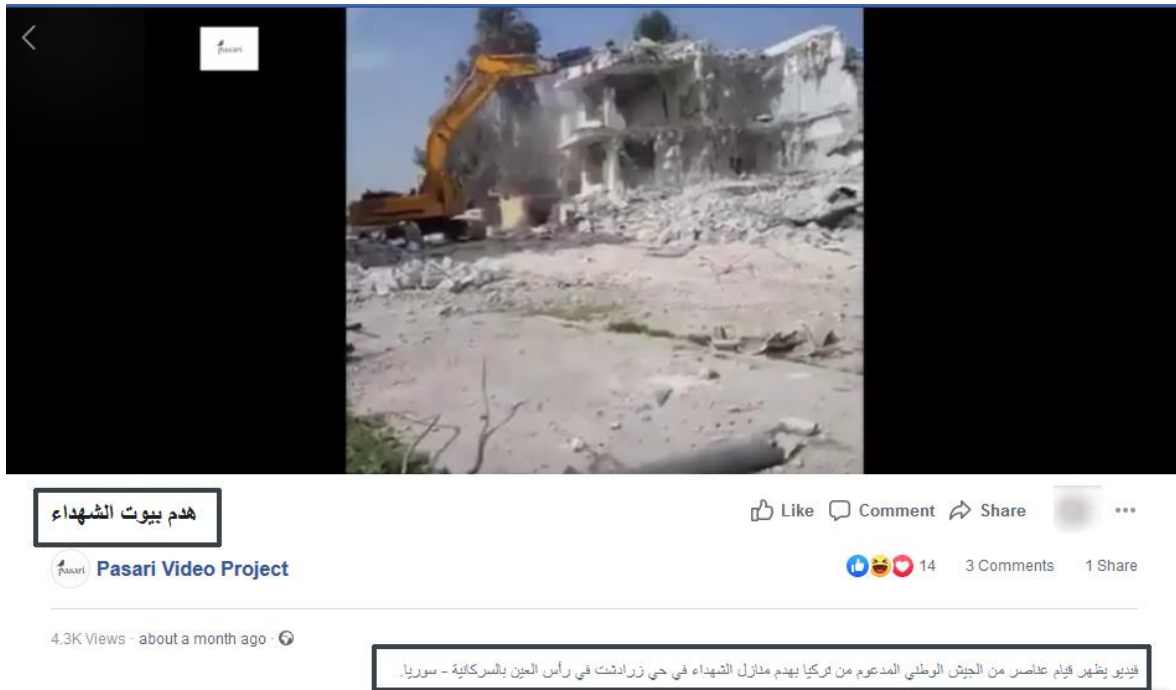 pasari
هدم بيوت الشهداء
Like Comment Share
pasari Pasari Video Project
14 3 Comments 1 Share
4.3K Views · about a month ago ·
فيديو يظهر قيام عناصر من الجيش الوطني المدعوم من تركيا بهدم منازل الشهداء في حي زرادشت في رأس العين بالسركانية - سوريا.